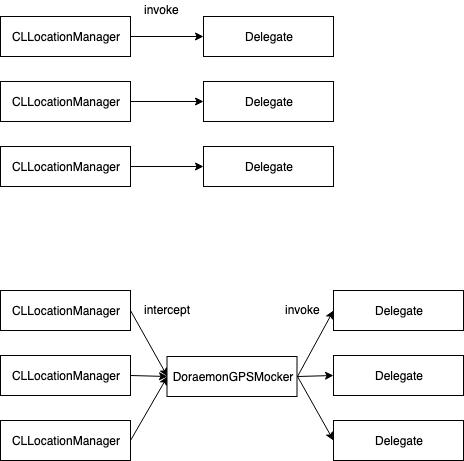 invoke
CLLocationManager
Delegate
CLLocationManager
Delegate
CLLocationManager
Delegate
CLLocationManager
intercept
invoke
Delegate
CLLocationManager
DoraemonGPSMocker
Delegate
CLLocationManager
Delegate